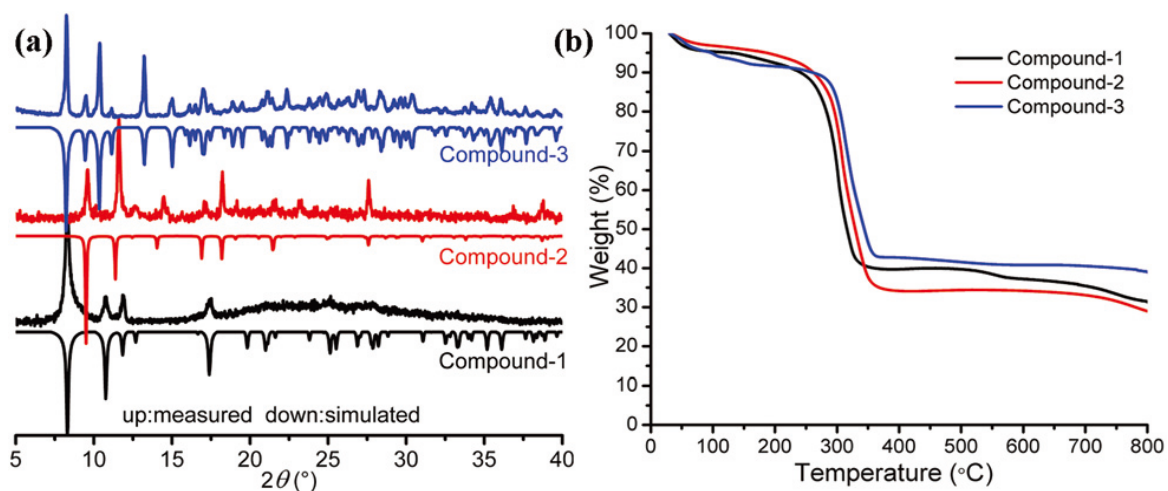 (a)
Compound-3
Compound-2
Compound-1
up:measured down:simulated
5 10 15 20 25 30 35 40
2θ(°)
(b)
Compound-1
Compound-2
Compound-3
100
90
80
70
60
50
40
30
20
10
0
Weight (%)
0 100 200 300 400 500 600 700 800
Temperature (°C)